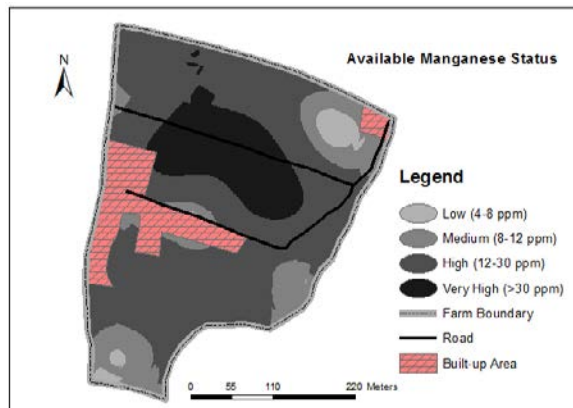 Available Manganese Status
N
Legend
Low (4-8 ppm)
Medium (8-12 ppm)
High (12-30 ppm)
Very High (>30 ppm)
Farm Boundary
Road
Built-up Area
0 55 110 220 Meters